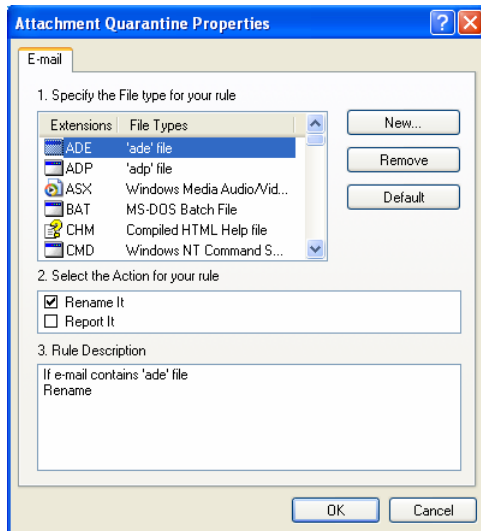 Attachment Quarantine Properties
E-mail
1. Specify the File type for your rule
Extensions File Types
ADE 'ade' file
ADP 'adp' file
ASX Windows Media Audio/Vid...
BAT MS-DOS Batch File
CHM Compiled HTML Help file
CMD Windows NT Command S...
New...
Remove
Default
2. Select the Action for your rule
Rename It
Report It
3. Rule Description
If e-mail contains 'ade' file
Rename
OK Cancel